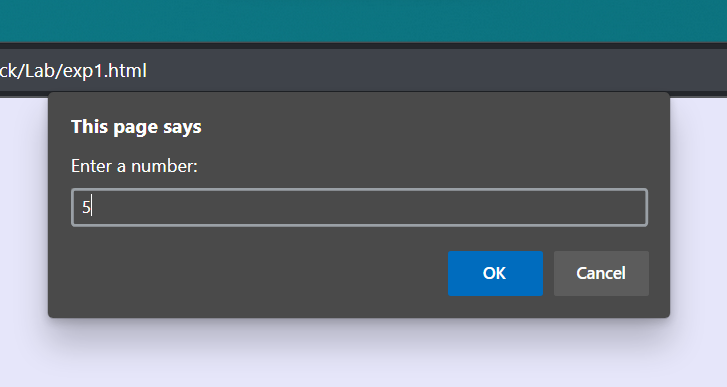 ck/Lab/exp1.html
This page says
Enter a number:
5
OK Cancel